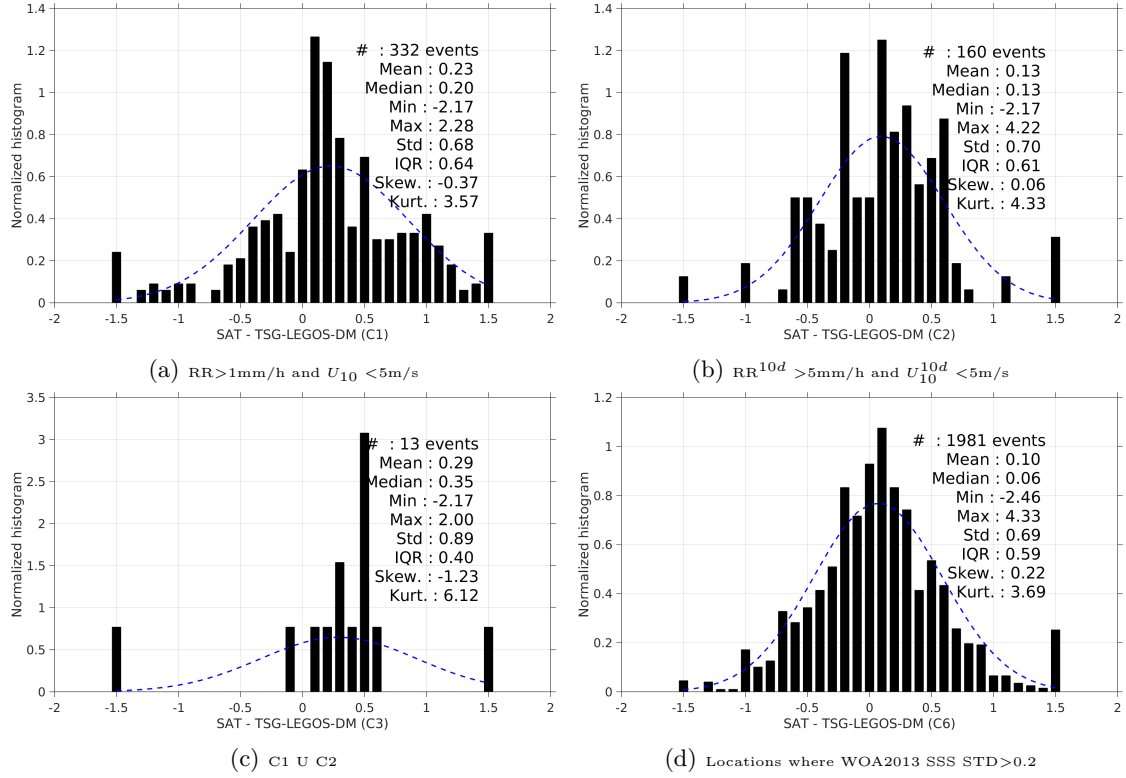 1.4
1.2
1
0.8
0.6
0.4
0.2
0
-2
-1.5
-1
-0.5
0
0.5
1
1.5
2
Normalized histogram
SAT - TSG-LEGOS-DM (C1)
# : 332 events
Mean : 0.23
Median : 0.20
Min : -2.17
Max : 2.28
Std : 0.68
IQR : 0.64
Skew. : -0.37
Kurt. : 3.57
(a) RR>1mm/h and U10 <5m/s
1.4
1.2
1
0.8
0.6
0.4
0.2
0
-2
-1.5
-1
-0.5
0
0.5
1
1.5
2
Normalized histogram
SAT - TSG-LEGOS-DM (C2)
# : 160 events
Mean : 0.13
Median : 0.13
Min : -2.17
Max : 4.22
Std : 0.70
IQR : 0.61
Skew. : 0.06
Kurt. : 4.33
(b) RR10d >5mm/h and U10 10d <5m/s
3.5
3
2.5
2
1.5
1
0.5
0
-2
-1.5
-1
-0.5
0
0.5
1
1.5
2
Normalized histogram
SAT - TSG-LEGOS-DM (C3)
# : 13 events
Mean : 0.29
Median : 0.35
Min : -2.17
Max : 2.00
Std : 0.89
IQR : 0.40
Skew. : -1.23
Kurt. : 6.12
(c) C1 U C2
1.2
1
0.8
0.6
0.4
0.2
0
-2
-1.5
-1
-0.5
0
0.5
1
1.5
2
Normalized histogram
SAT - TSG-LEGOS-DM (C6)
# : 1981 events
Mean : 0.10
Median : 0.06
Min : -2.46
Max : 4.33
Std : 0.69
IQR : 0.59
Skew. : 0.22
Kurt. : 3.69
(d) Locations where WOA2013 SSS STD>0.2